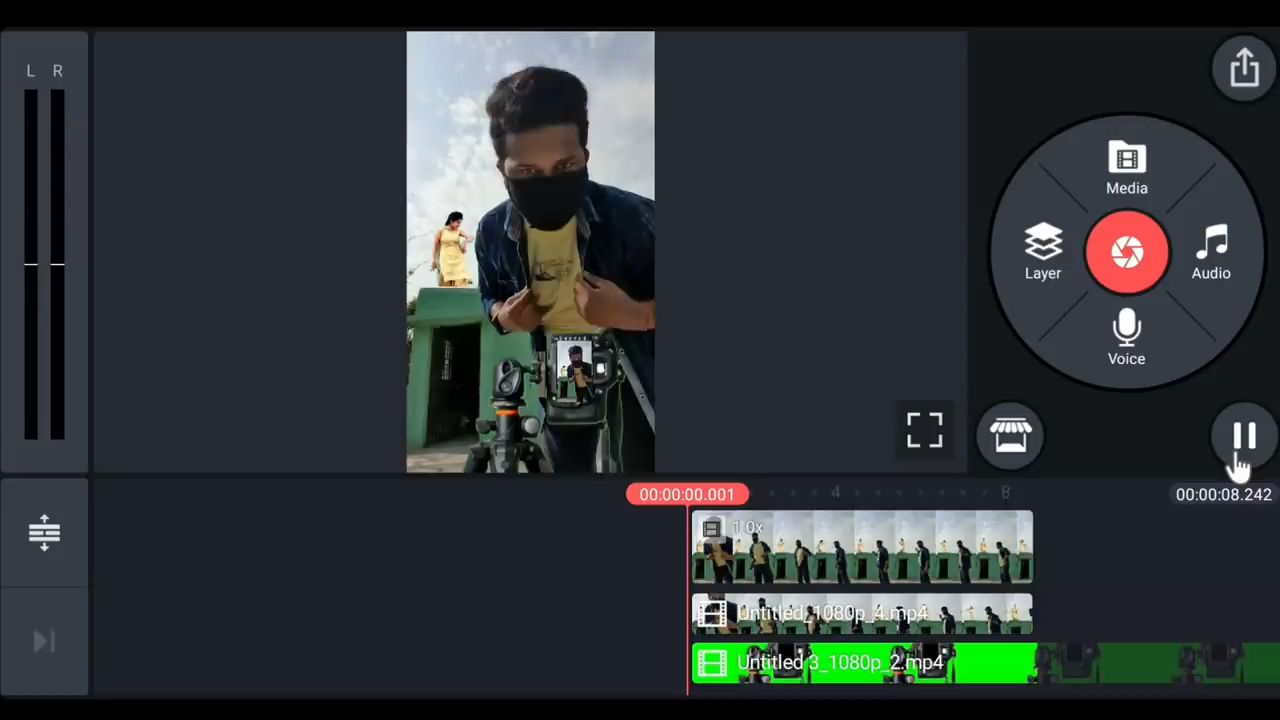 L R
Media
Layer
Audio
Voice
00:00:00.001
4
8
00:00:08.242
1.0x
Untitled_1080p_4.mp4
Untitled 3_1080p_2.mp4